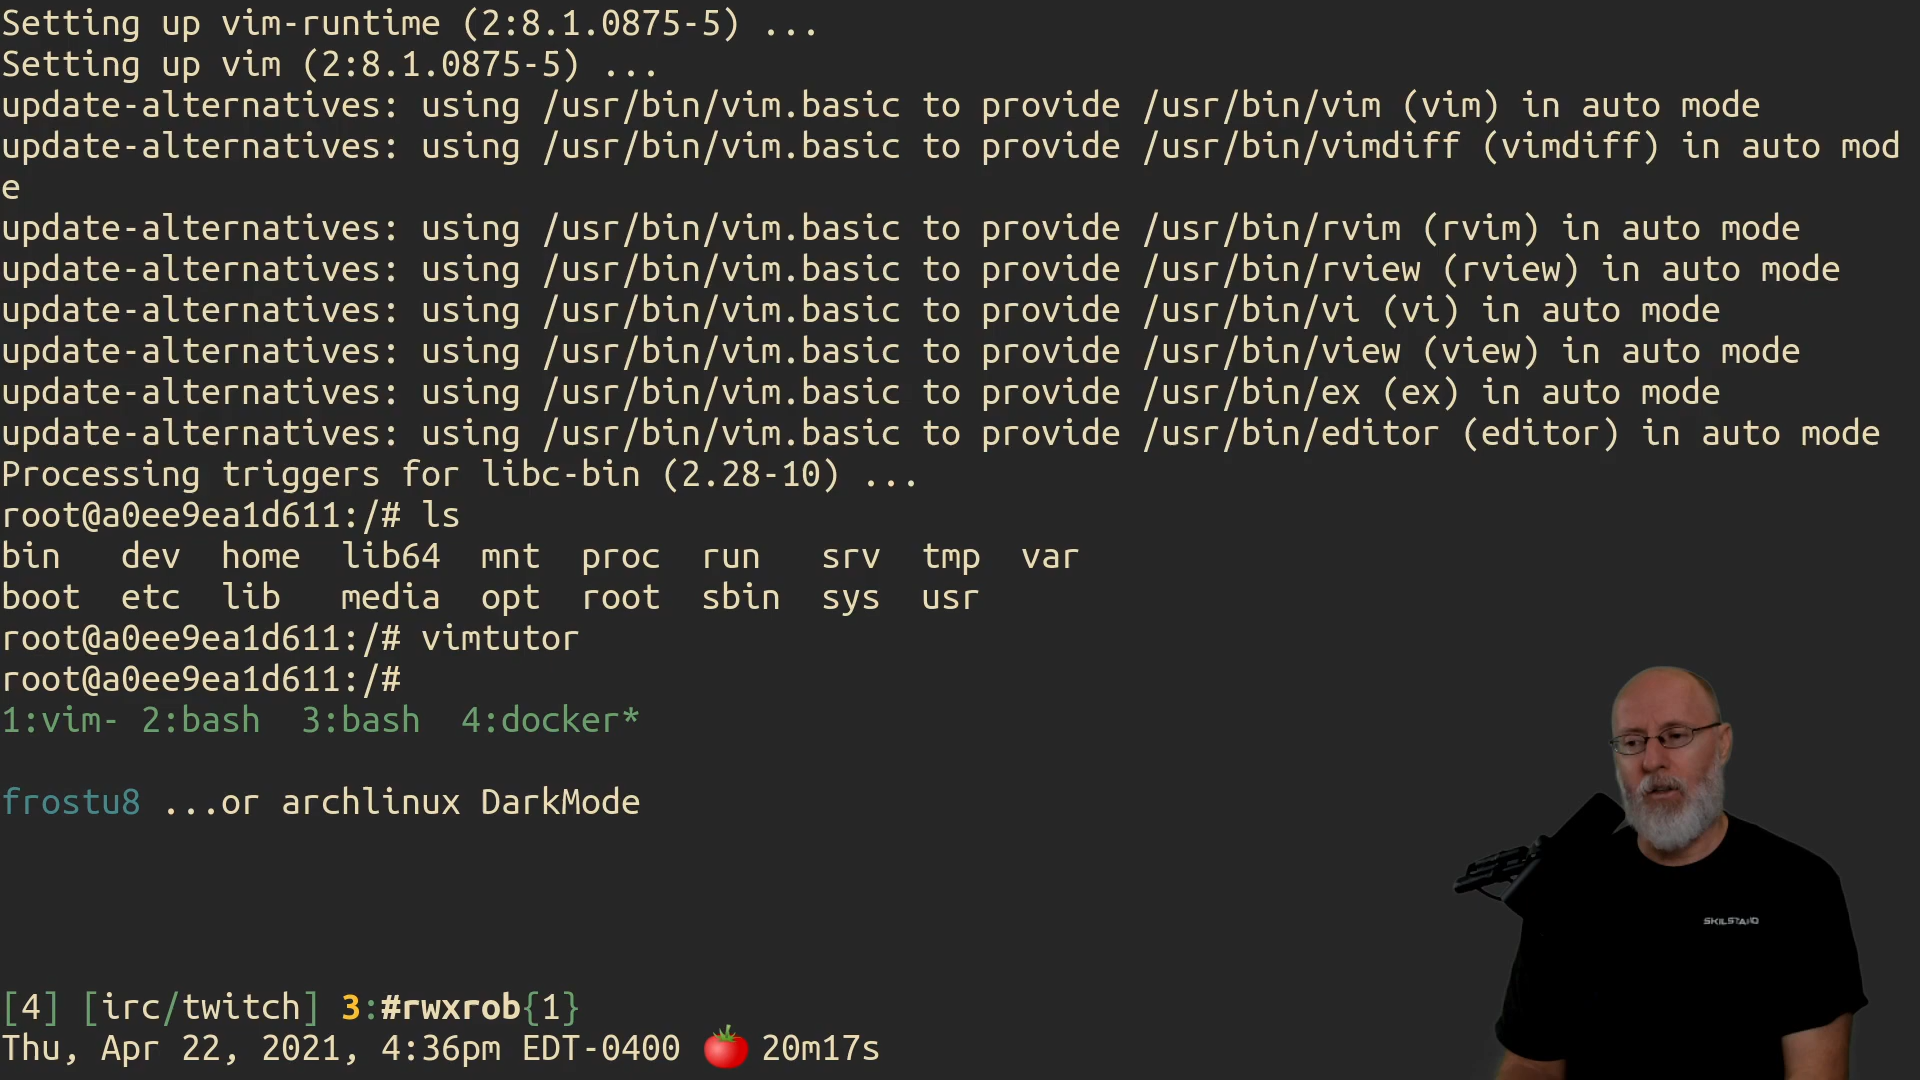 Setting up vim-runtime (2:8.1.0875-5) ...
Setting up vim (2:8.1.0875-5) ...
update-alternatives: using /usr/bin/vim.basic to provide /usr/bin/vim (vim) in auto mode
update-alternatives: using /usr/bin/vim.basic to provide /usr/bin/vimdiff (vimdiff) in auto mod
e
update-alternatives: using /usr/bin/vim.basic to provide /usr/bin/rvim (rvim) in auto mode
update-alternatives: using /usr/bin/vim.basic to provide /usr/bin/rview (rview) in auto mode
update-alternatives: using /usr/bin/vim.basic to provide /usr/bin/vi (vi) in auto mode
update-alternatives: using /usr/bin/vim.basic to provide /usr/bin/view (view) in auto mode
update-alternatives: using /usr/bin/vim.basic to provide /usr/bin/ex (ex) in auto mode
update-alternatives: using /usr/bin/vim.basic to provide /usr/bin/editor (editor) in auto mode
Processing triggers for libc-bin (2.28-10) ...
root@a0ee9ea1d611:/# ls
bin   dev  home  lib64  mnt  proc  run   srv  tmp  var
boot  etc  lib   media  opt  root  sbin  sys  usr
root@a0ee9ea1d611:/# vimtutor
root@a0ee9ea1d611:/#
1:vim- 2:bash  3:bash  4:docker*
frostu8 ...or archlinux DarkMode
SKILSTAND
[4] [irc/twitch] 3:#rwxrob{1}
Thu, Apr 22, 2021, 4:36pm EDT-0400 🍅 20m17s